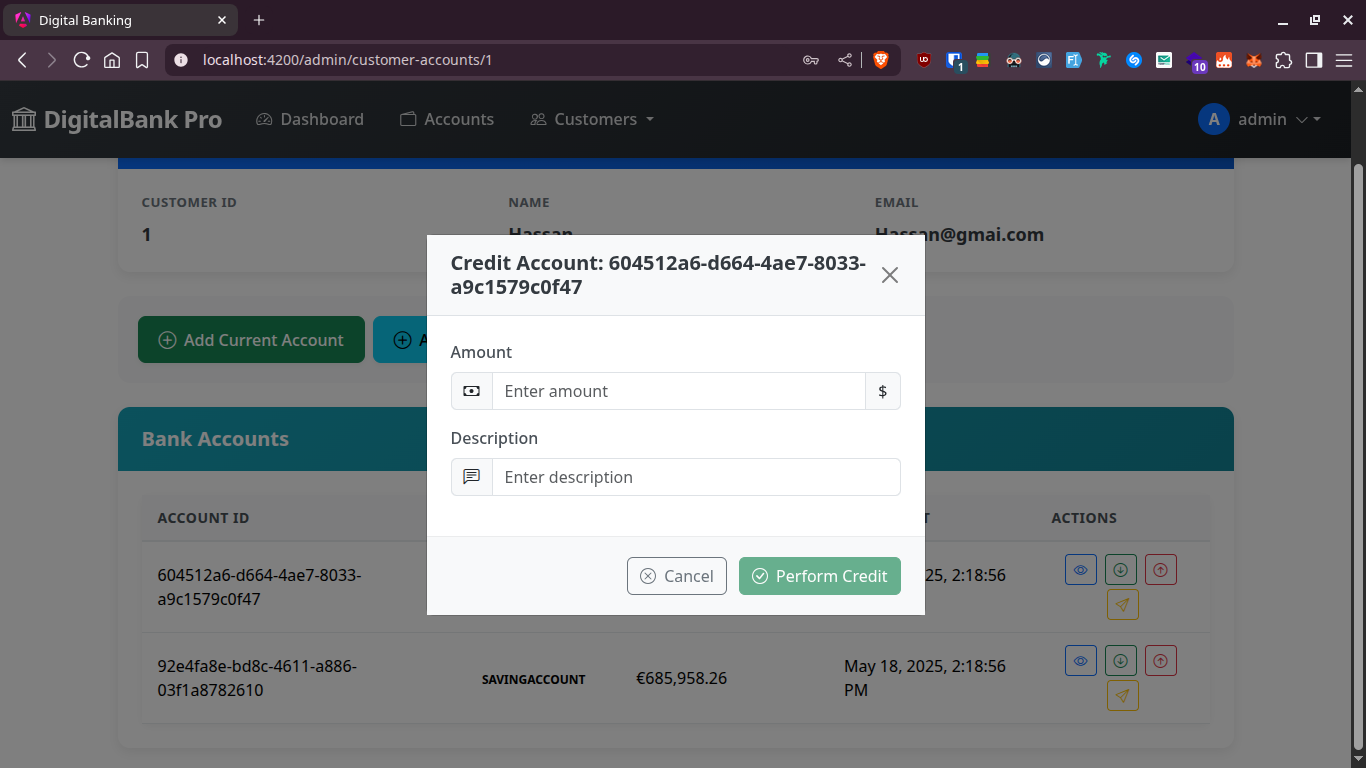 Digital Banking
localhost:4200/admin/customer-accounts/1
UD
1
10
DigitalBank Pro
Dashboard
Accounts
Customers
A
admin
CUSTOMER ID
NAME
EMAIL
1
Hassan
Hassan@gmai.com
Credit Account: 604512a6-d664-4ae7-8033-
a9c1579c0f47
Amount
Enter amount
$
Description
Enter description
Cancel
Perform Credit
Add Current Account
A
Bank Accounts
ACCOUNT ID
T
ACTIONS
604512a6-d664-4ae7-8033-
a9c1579c0f47
25, 2:18:56
92e4fa8e-bd8c-4611-a886-
03f1a8782610
SAVINGACCOUNT
€685,958.26
May 18, 2025, 2:18:56
PM